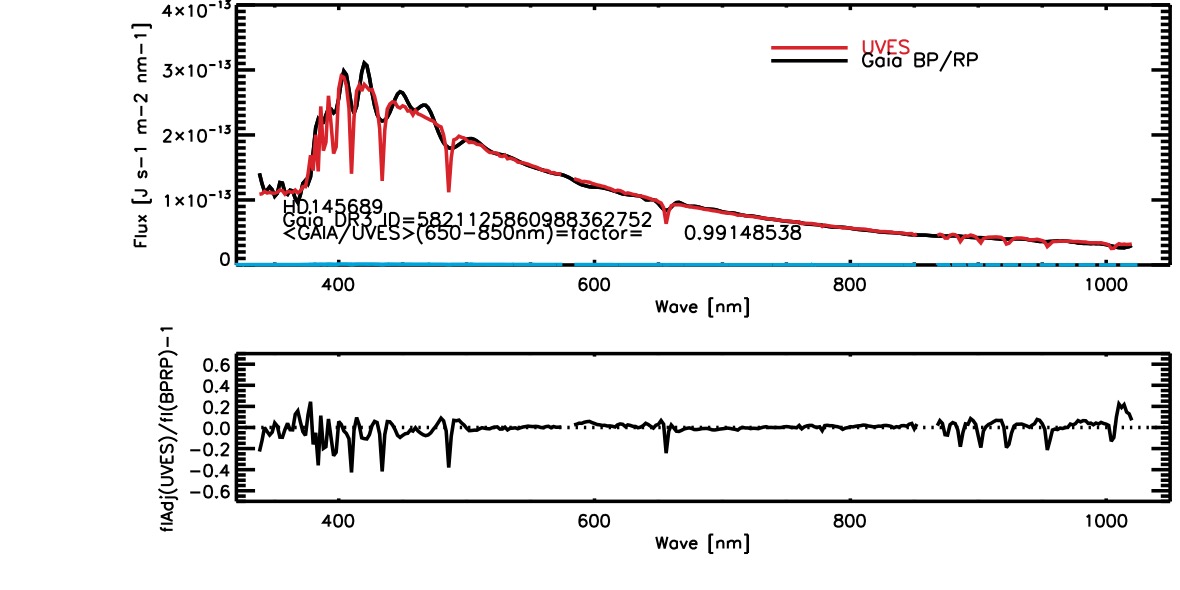 4×10⁻¹³
3×10⁻¹³
2×10⁻¹³
1×10⁻¹³
0
Flux [J s−1 m−2 nm−1]
UVES
Gaia BP/RP
HD145689
Gaia DR3 ID=5821125860988362752
<GAIA/UVES>(650−850nm)=factor= 0.99148538
400 600 800 1000
Wave [nm]
flAdj(UVES)/fl(BPRP)−1
0.6
0.4
0.2
0.0
−0.2
−0.4
−0.6
400 600 800 1000
Wave [nm]